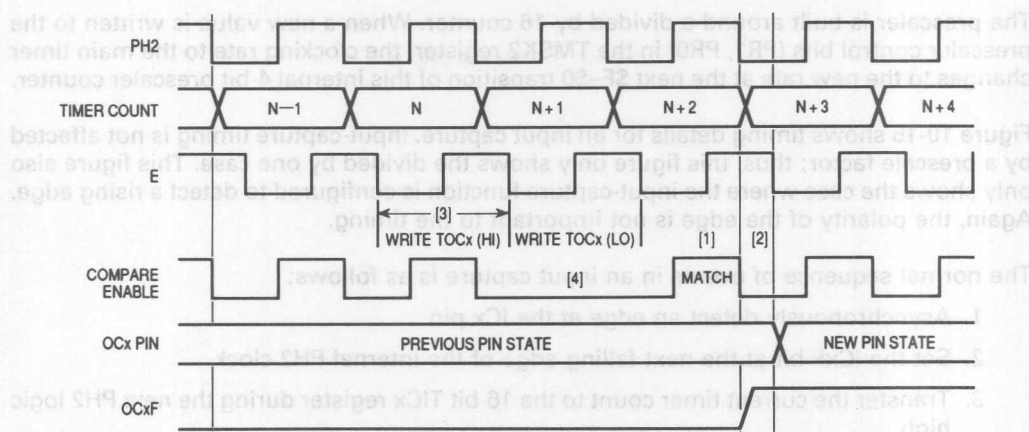 The prescaler is built around a divided by 16 counter. When a new value is written to the
PH2
prescaler control bits (PR1, PR0) in the TMSK2 register, the clocking rate to the main timer
changes to the new rate at the next $F–$0 transition of this internal 4-bit prescaler counter.
TIMER COUNT N—1 N N+1 N+2 N+3 N+4
Figure 10-15 shows timing details for an input capture. Input-capture timing is not affected
by a prescale factor; thus, this figure only shows the divided by one case. This figure also
E
only shows the case where the input-capture function is configured to detect a rising edge.
Again, the polarity of the edge is not important to the timing.
[3]
WRITE TOCx (HI) WRITE TOCx (LO) [1] [2]
The normal sequence of events in an input capture is as follows:
COMPARE ENABLE [4] MATCH
1. Asynchronously detect an edge at the ICx pin
OCx PIN PREVIOUS PIN STATE NEW PIN STATE
2. Set the ICxF bit at the next falling edge of the internal PH2 clock
OCxF
3. Transfer the current timer count to the 16-bit TICx register during the next PH2 logic
high